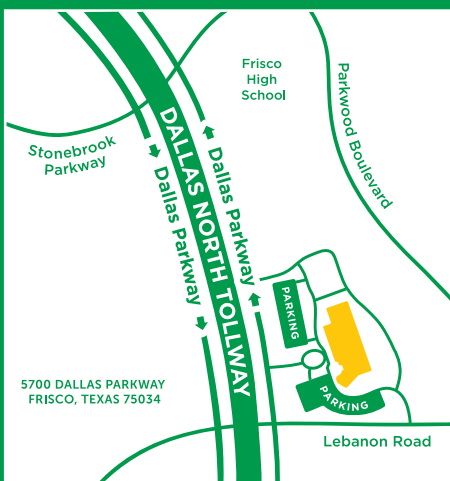 Frisco
High
School
Parkwood Boulevard
Stonebrook
Parkway
DALLAS NORTH TOLLWAY
Dallas Parkway
Dallas Parkway
PARKING
PARKING
5700 DALLAS PARKWAY
FRISCO, TEXAS 75034
Lebanon Road